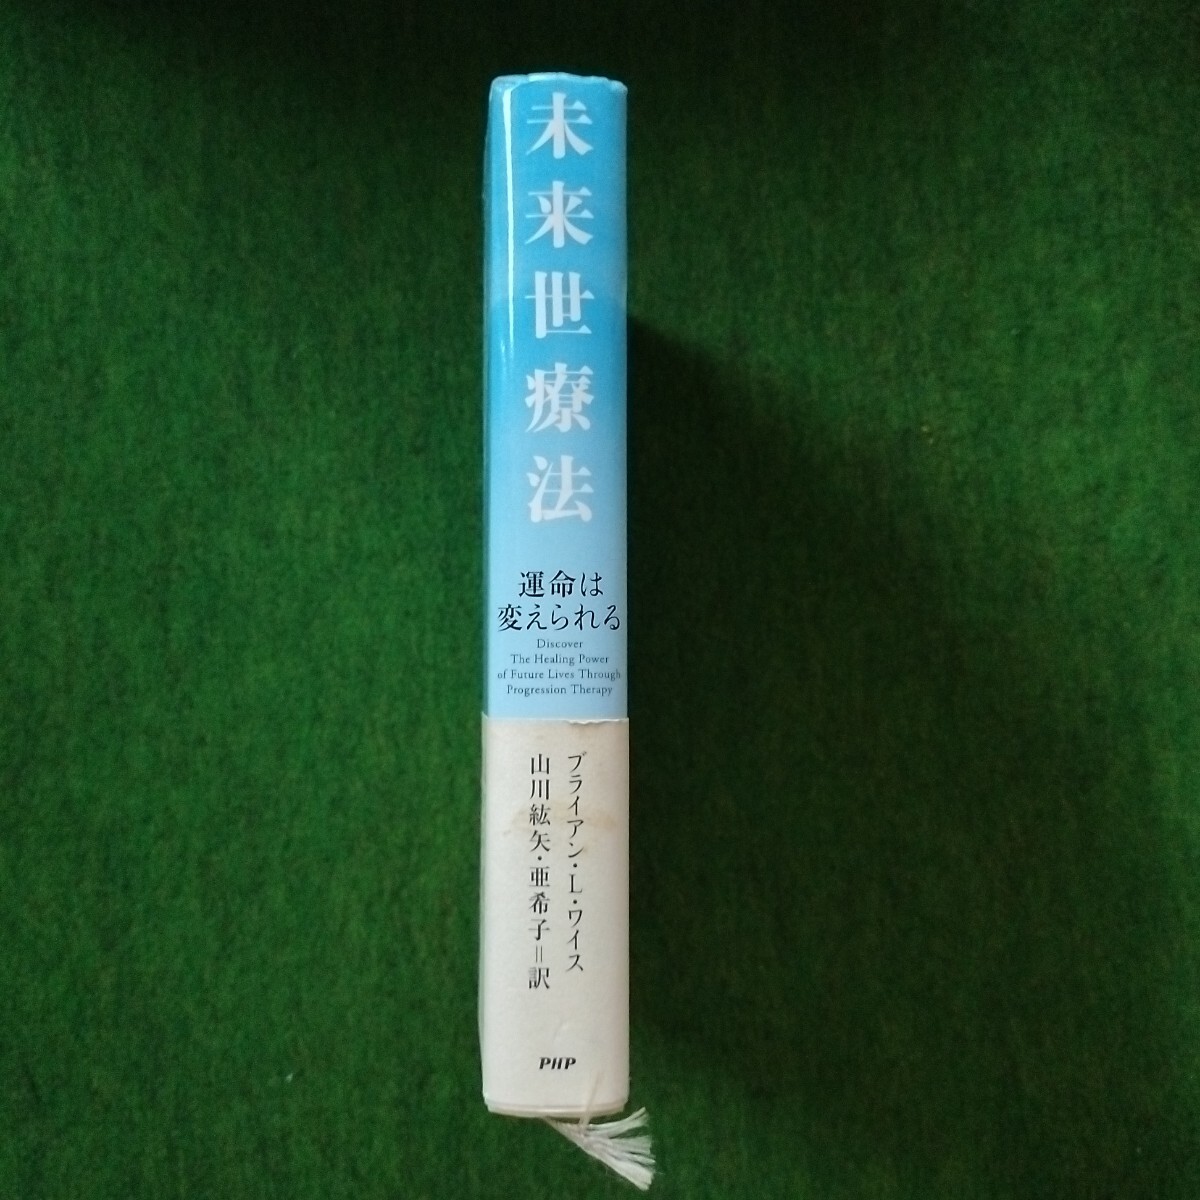 未来世療法
運命は
変えられる
Discover
The Healing Power
of Future Lives Through
Progression Therapy
ブライアン・L・ワイス
山川紘矢・亜希子＝訳
PHP